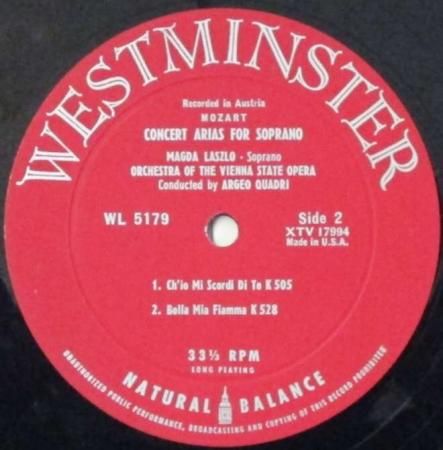 WESTMINSTER
Recorded in Austria
MOZART
CONCERT ARIAS FOR SOPRANO
MAGDA LASZLO - Soprano
ORCHESTRA OF THE VIENNA STATE OPERA
Conducted by ARGEO QUADRI
WL 5179
Side 2
XTV 17994
Made in U.S.A.
1. Ch'io Mi Scordi Di Te K 505
2. Bella Mia Fiamma K 528
33⅓ RPM
LONG PLAYING
NATURAL BALANCE
UNAUTHORIZED PUBLIC PERFORMANCE, BROADCASTING AND COPYING OF THIS RECORD PROHIBITED